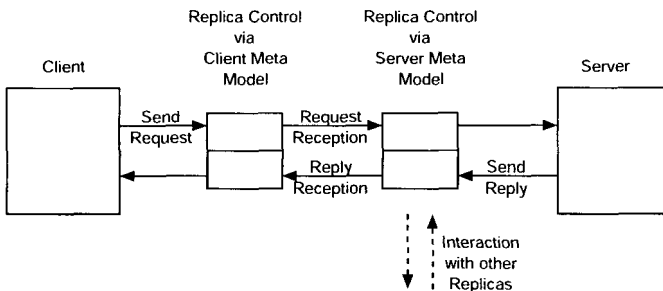 Client
Replica Control
via
Client Meta
Model
Replica Control
via
Server Meta
Model
Server
Send
Request
Request
Reception
Reply
Reception
Send
Reply
Interaction
with other
Replicas